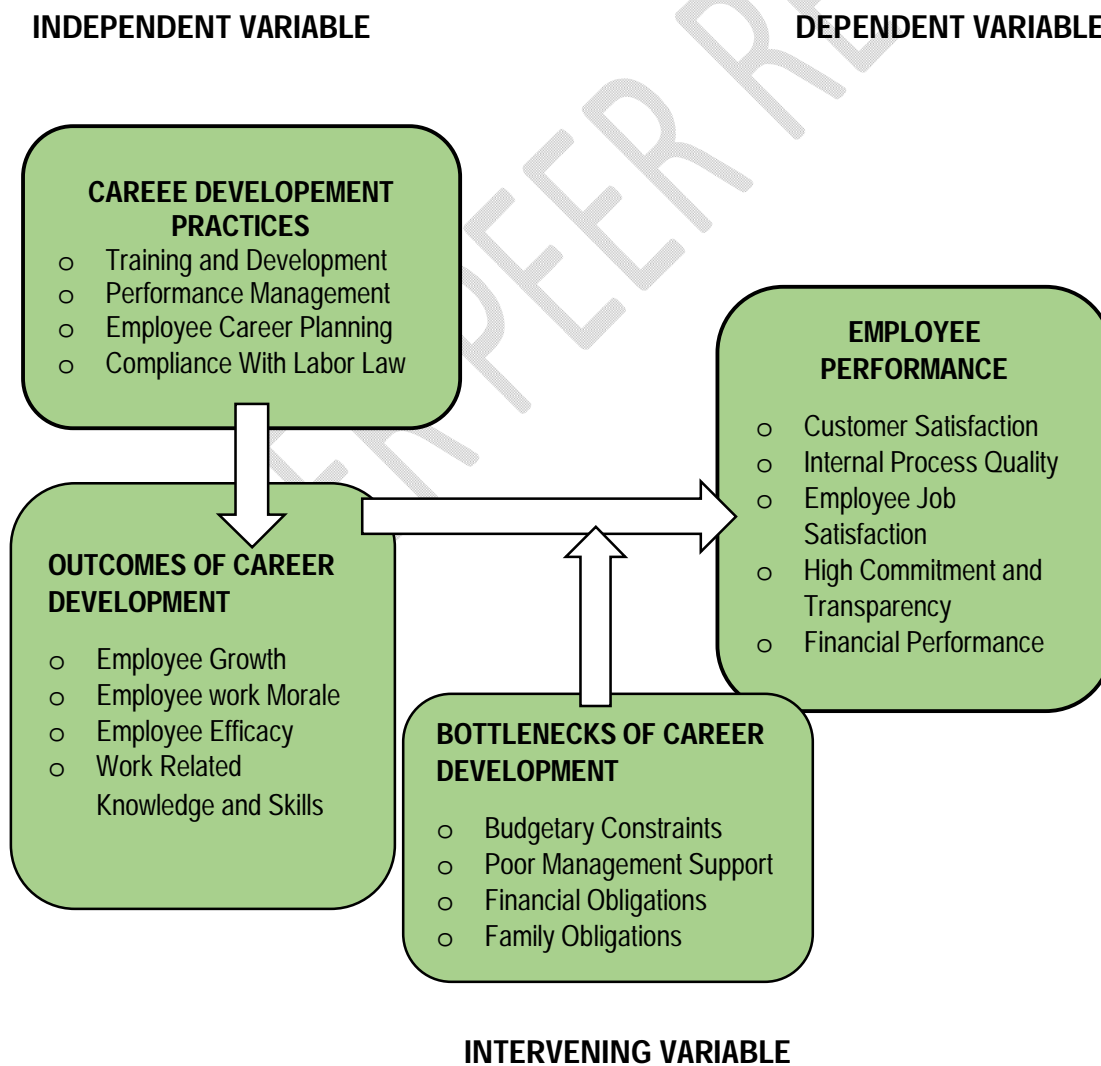 INDEPENDENT VARIABLE
DEPENDENT VARIABLE
CAREEE DEVELOPEMENT
PRACTICES
o Training and Development
o Performance Management
o Employee Career Planning
o Compliance With Labor Law
EMPLOYEE
PERFORMANCE
o Customer Satisfaction
o Internal Process Quality
o Employee Job
Satisfaction
o High Commitment and
Transparency
o Financial Performance
OUTCOMES OF CAREER
DEVELOPMENT
o Employee Growth
o Employee work Morale
o Employee Efficacy
o Work Related
Knowledge and Skills
BOTTLENECKS OF CAREER
DEVELOPMENT
o Budgetary Constraints
o Poor Management Support
o Financial Obligations
o Family Obligations
INTERVENING VARIABLE